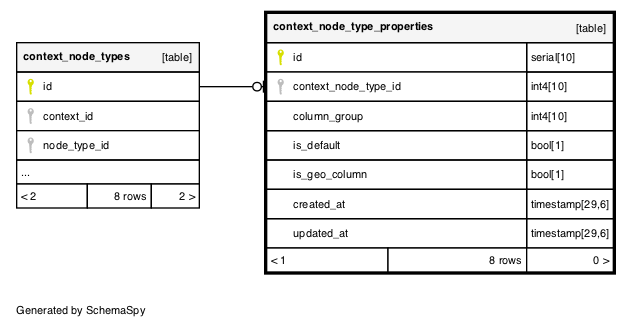 context_node_types [table]
id
context_id
node_type_id
...
< 2 8 rows 2 >
context_node_type_properties [table]
id serial[10]
context_node_type_id int4[10]
column_group int4[10]
is_default bool[1]
is_geo_column bool[1]
created_at timestamp[29,6]
updated_at timestamp[29,6]
< 1 8 rows 0 >
Generated by SchemaSpy